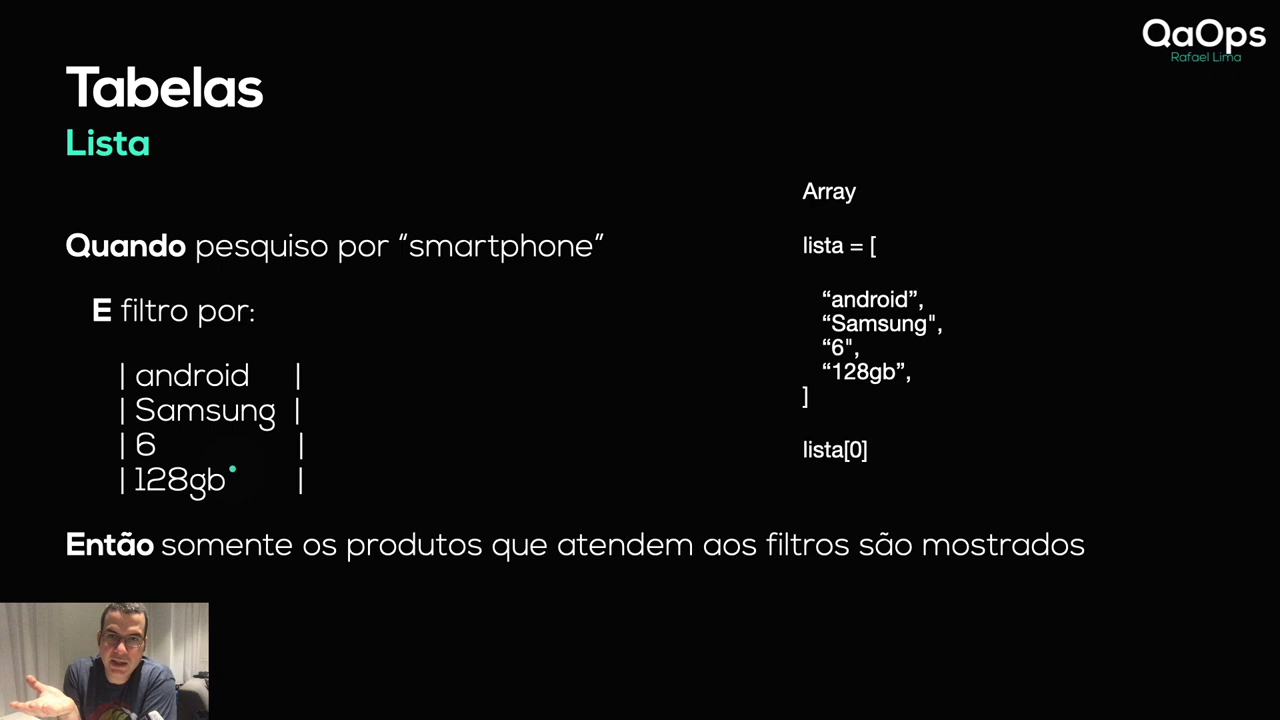 QaOps
Rafael Lima
Tabelas
Lista
Quando pesquiso por “smartphone”
E filtro por:
| android |
| Samsung |
| 6 |
| 128gb |
Então somente os produtos que atendem aos filtros são mostrados
Array
lista = [
“android”,
“Samsung",
“6",
“128gb”,
]
lista[0]